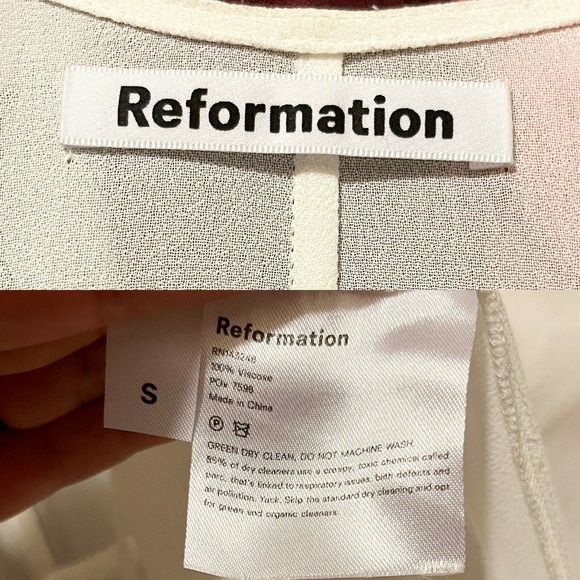 Reformation
S
Reformation
RN143248
100% Viscose
PO# 7596
Made in China
P
GREEN DRY CLEAN, DO NOT MACHINE WASH.
85% of dry cleaners use a creepy, toxic chemical called
perc, that's linked to respiratory issues, birth defects and
air pollution. Yuck. Skip the standard dry cleaning and opt
for green and organic cleaners.